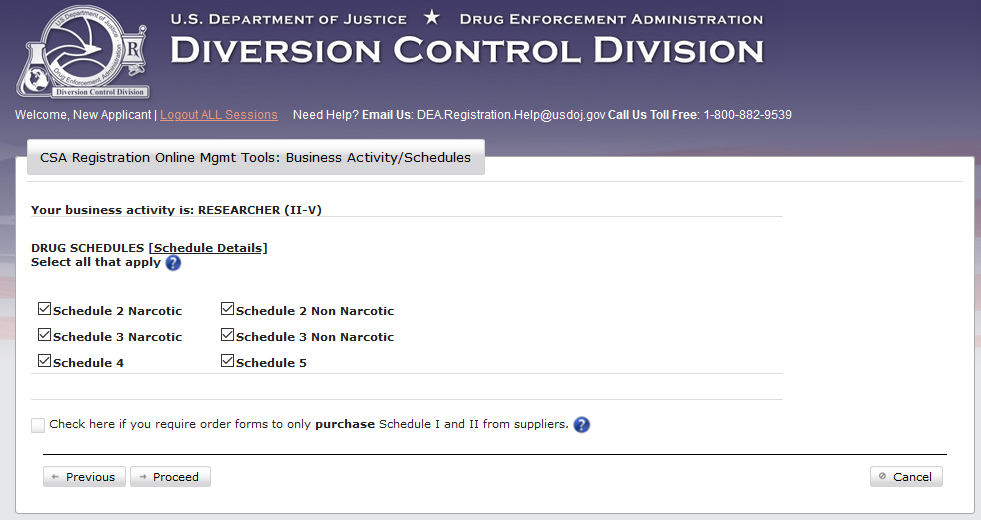 U.S. DEPARTMENT OF JUSTICE ★ DRUG ENFORCEMENT ADMINISTRATION
DIVERSION CONTROL DIVISION
U.S. Department of Justice
Drug Enforcement Administration
R
Diversion Control Division
Welcome, New Applicant | Logout ALL Sessions Need Help? Email Us: DEA.Registration.Help@usdoj.gov Call Us Toll Free: 1-800-882-9539
CSA Registration Online Mgmt Tools: Business Activity/Schedules
Your business activity is: RESEARCHER (II-V)
DRUG SCHEDULES [Schedule Details]
Select all that apply ?
Schedule 2 Narcotic Schedule 2 Non Narcotic
Schedule 3 Narcotic Schedule 3 Non Narcotic
Schedule 4 Schedule 5
Check here if you require order forms to only purchase Schedule I and II from suppliers. ?
Previous Proceed Cancel